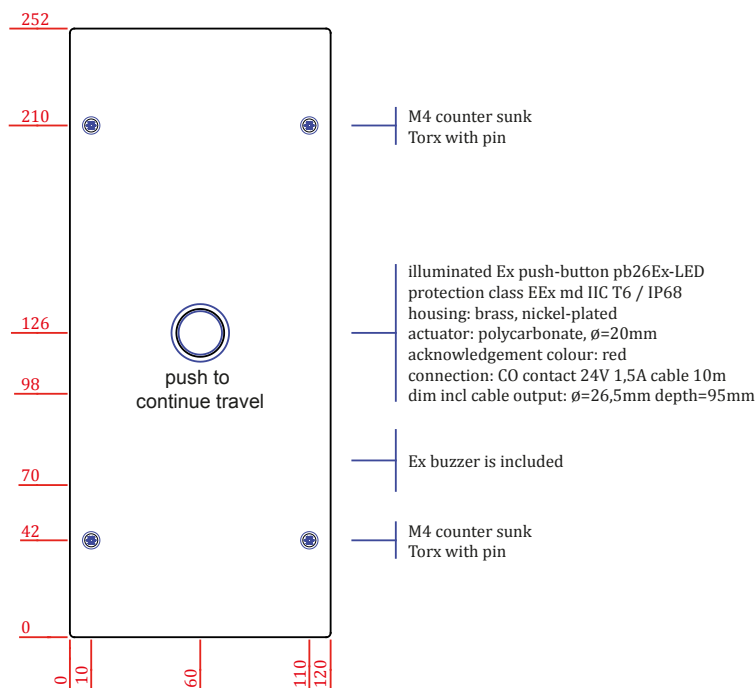 252
210
M4 counter sunk
Torx with pin
illuminated Ex push-button pb26Ex-LED
protection class EEx md IIC T6 / IP68
housing: brass, nickel-plated
126
actuator: polycarbonate, ø=20mm
acknowledgement colour: red
push to
continue travel
98
connection: CO contact 24V 1,5A cable 10m
dim incl cable output: ø=26,5mm depth=95mm
Ex buzzer is included
70
42
M4 counter sunk
Torx with pin
0
0
10
60
110
120